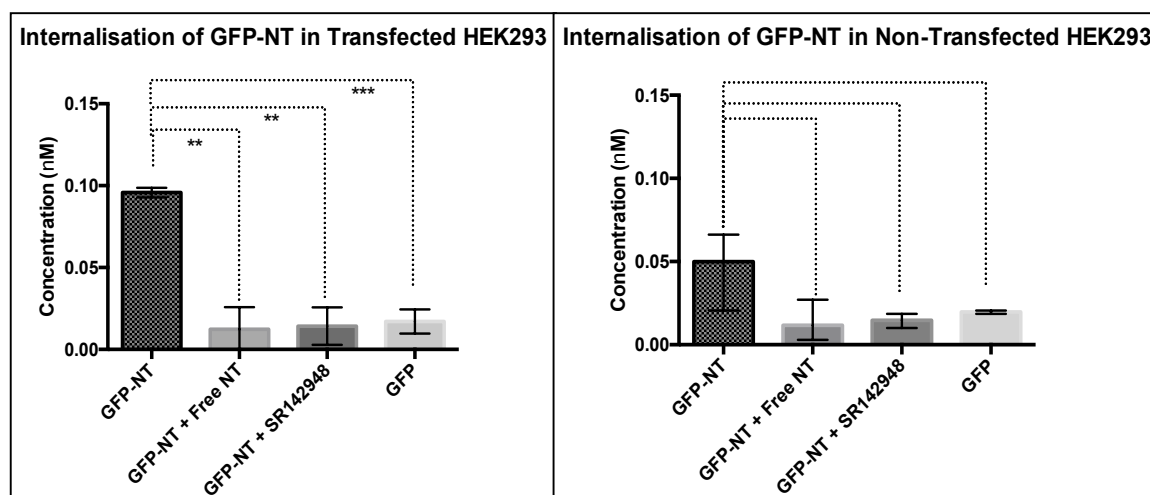 Internalisation of GFP-NT in Transfected HEK293
***
**
**
0.15
0.10
0.05
0.00
Concentration (nM)
GFP-NT
GFP-NT + Free NT
GFP-NT + SR142948
GFP
Internalisation of GFP-NT in Non-Transfected HEK293
0.15
0.10
0.05
0.00
Concentration (nM)
GFP-NT
GFP-NT + Free NT
GFP-NT + SR142948
GFP